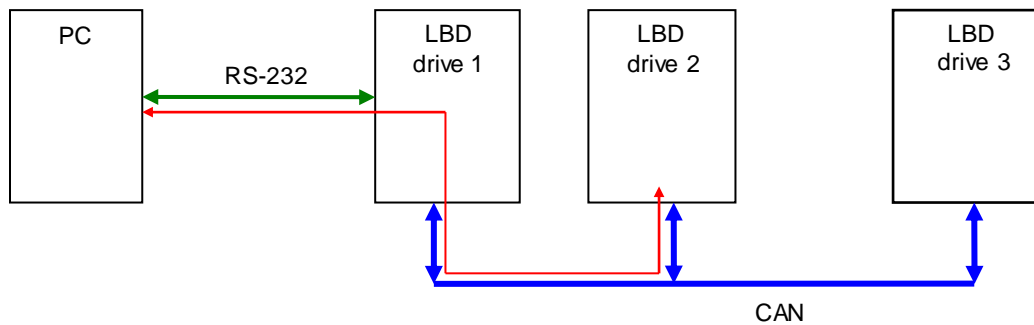 PC
RS-232
LBD
drive 1
LBD
drive 2
LBD
drive 3
CAN